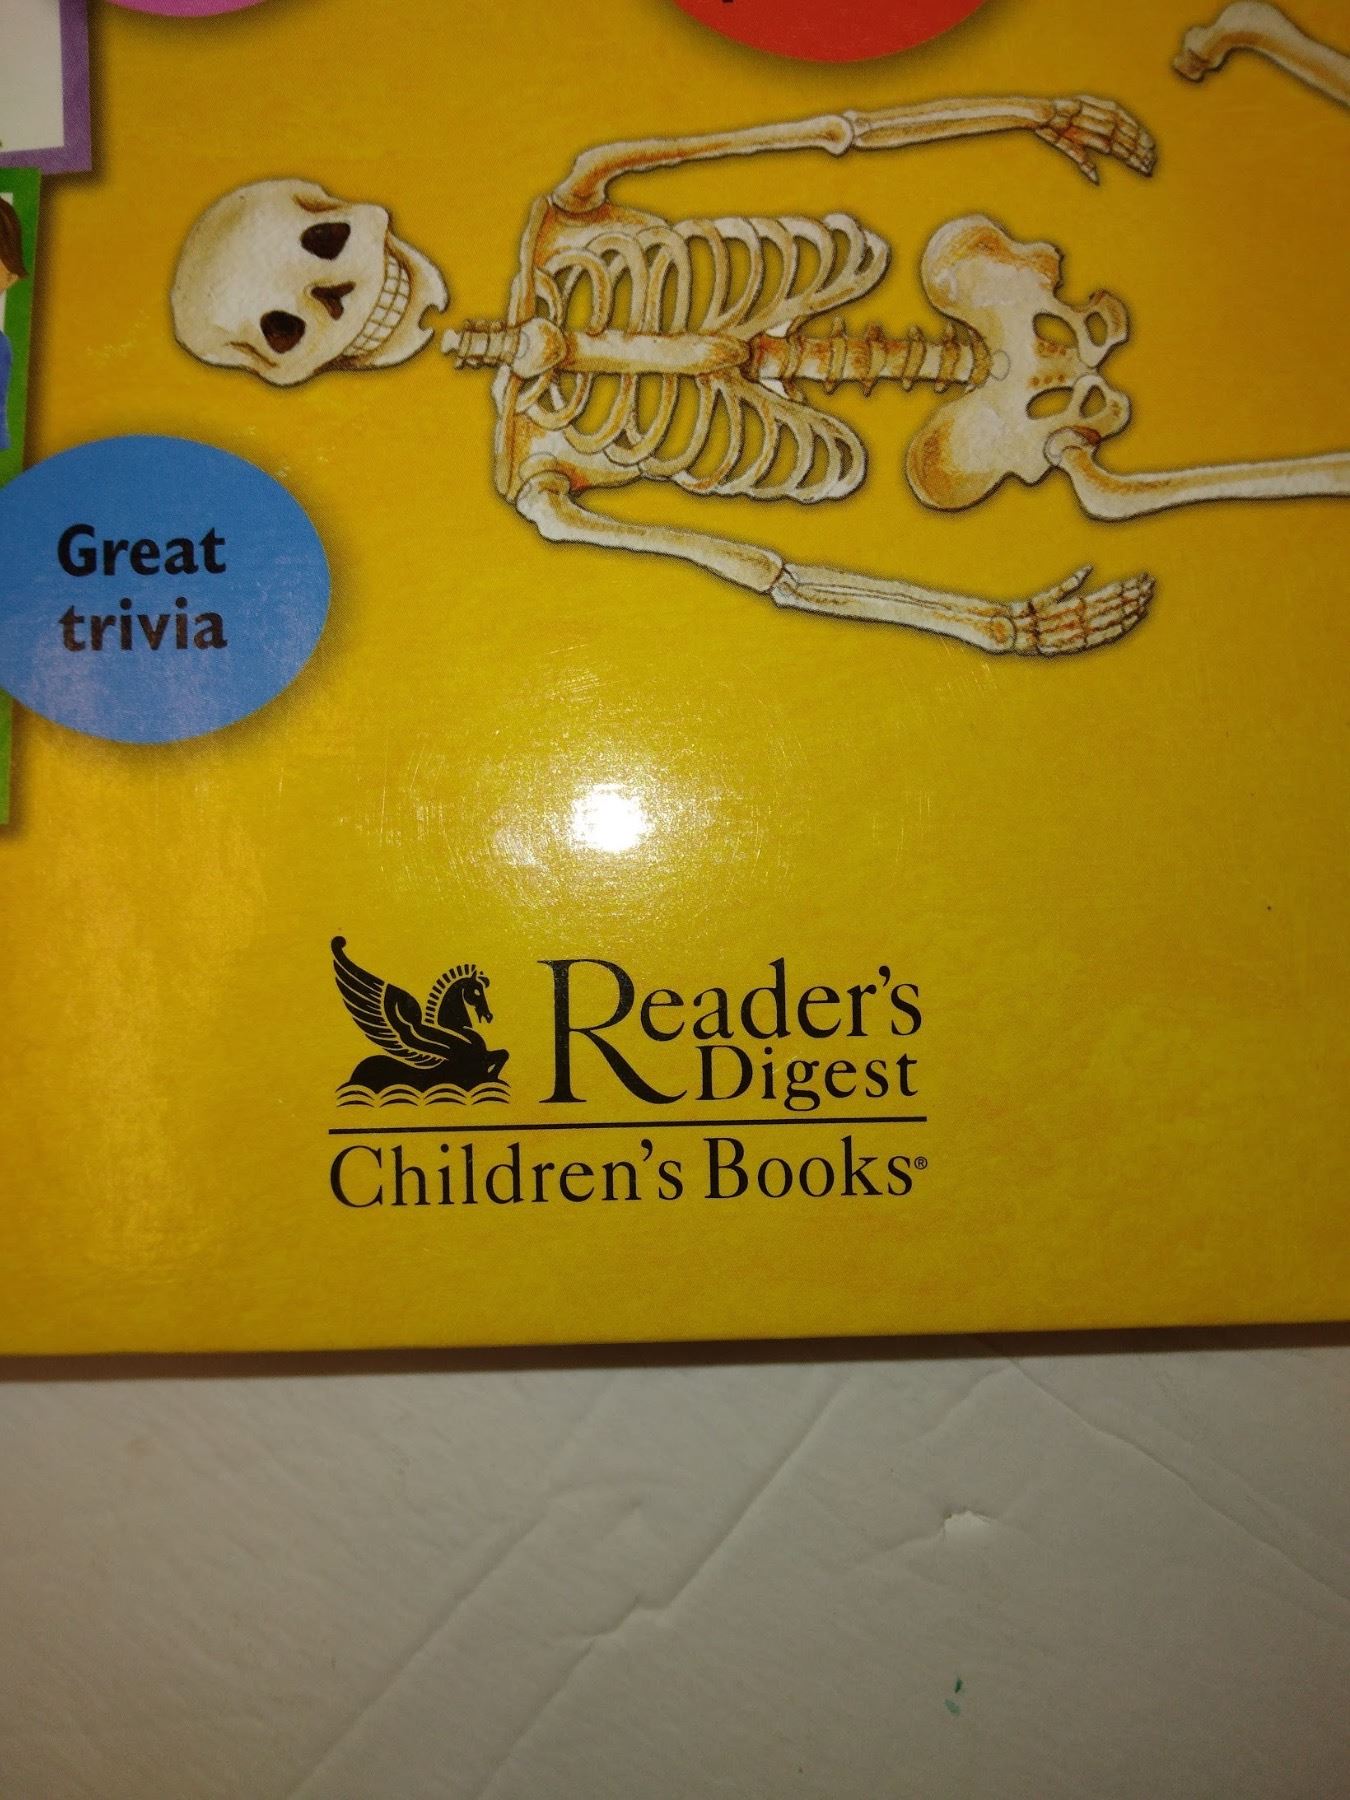 Great
trivia
Reader's
Digest
Children's Books®